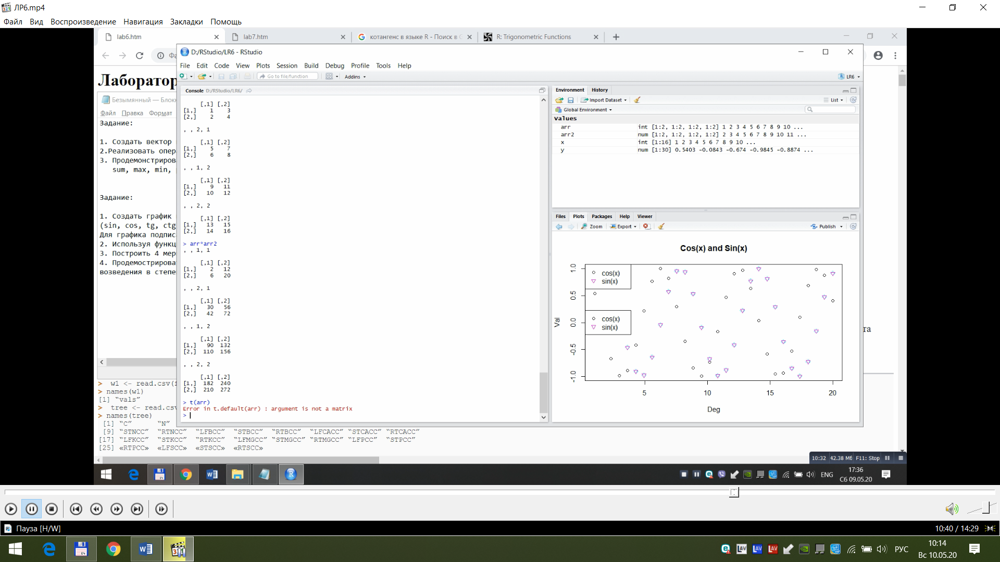 ЛР6.mp4
Файл Вид Воспроизведение Навигация Закладки Помощь
lab6.htm lab7.htm котангенс в языке R - Поиск в R: Trigonometric Functions
D:/RStudio/LR6 - RStudio
File Edit Code View Plots Session Build Debug Profile Tools Help
Go to file/function Addins LR6
Лаборатор
Безымянный — Блокн
Файл Правка Формат
Задание:
1. Создать вектор
2.Реализовать опер
3. Продемонстрирова
sum, max, min,
Задание:
1. Создать график
(sin, cos, tg, ctg
Для графика подписа
2. Используя функц
3. Построить 4 мер
4. Продемострирова
возведения в степе
> w1 <- read.csv(
> names(w1)
[1] "vals"
> tree <- read.csv
> names(tree)
[1] "C" "N"
[9] "STNCC" "RTNCC" "LFBCC" "STBCC" "RTBCC" "LFCACC" "STCACC" "RTCACC"
[17] "LFKCC" "STKCC" "RTKCC" "LFMGCC" "STMGCC" "RTMGCC" "LFPCC" "STPCC"
[25] «RTPCC» «LFSCC» «STSCC» «RTSCC»
Console D:/RStudio/LR6/
[,1] [,2]
[1,] 1 3
[2,] 2 4
, , 2, 1
[,1] [,2]
[1,] 5 7
[2,] 6 8
, , 1, 2
[,1] [,2]
[1,] 9 11
[2,] 10 12
, , 2, 2
[,1] [,2]
[1,] 13 15
[2,] 14 16
> arr*arr2
, , 1, 1
[,1] [,2]
[1,] 2 12
[2,] 6 20
, , 2, 1
[,1] [,2]
[1,] 30 56
[2,] 42 72
, , 1, 2
[,1] [,2]
[1,] 90 132
[2,] 110 156
, , 2, 2
[,1] [,2]
[1,] 182 240
[2,] 210 272
> t(arr)
Error in t.default(arr) : argument is not a matrix
>
Environment History
Import Dataset List
Global Environment
Values
arr int [1:2, 1:2, 1:2, 1:2] 1 2 3 4 5 6 7 8 9 10 ...
arr2 num [1:2, 1:2, 1:2, 1:2] 2 3 4 5 6 7 8 9 10 11 ...
x int [1:16] 1 2 3 4 5 6 7 8 9 10 ...
y num [1:30] 0.5403 -0.0843 -0.674 -0.9845 -0.8874 ...
Files Plots Packages Help Viewer
Zoom Export Publish
Cos(x) and Sin(x)
cos(x)
sin(x)
cos(x)
sin(x)
Val
1.0
0.5
0.0
-0.5
-1.0
5 10 15 20
Deg
та
10:32 42.38 Мб F11: Stop
ENG 17:36
Сб 09.05.20
Пауза [H/W] 10:40 / 14:29
LAV LAV LAV РУС 10:14
Вс 10.05.20